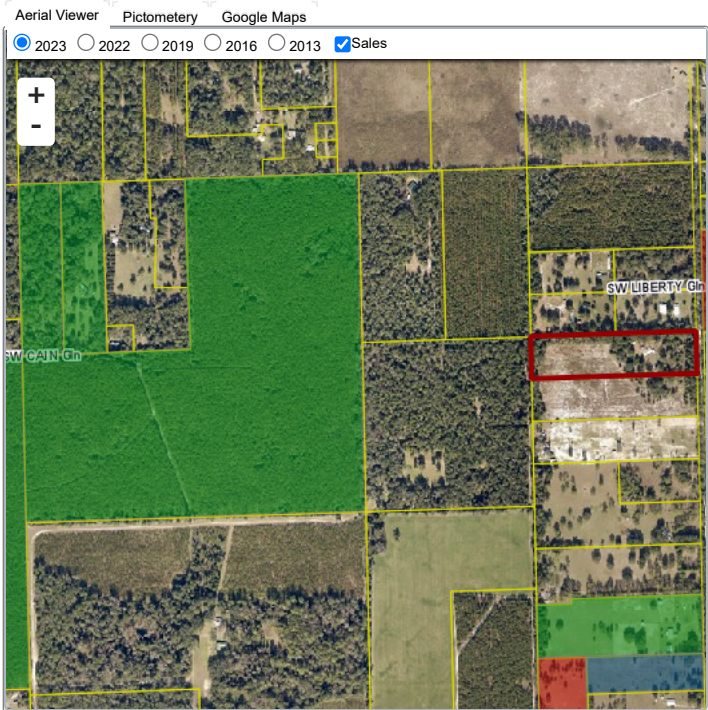 Aerial Viewer Pictometery Google Maps
2023 2022 2019 2016 2013 Sales
+
-
SW LIBERTY Gln
SW CAIN Gln